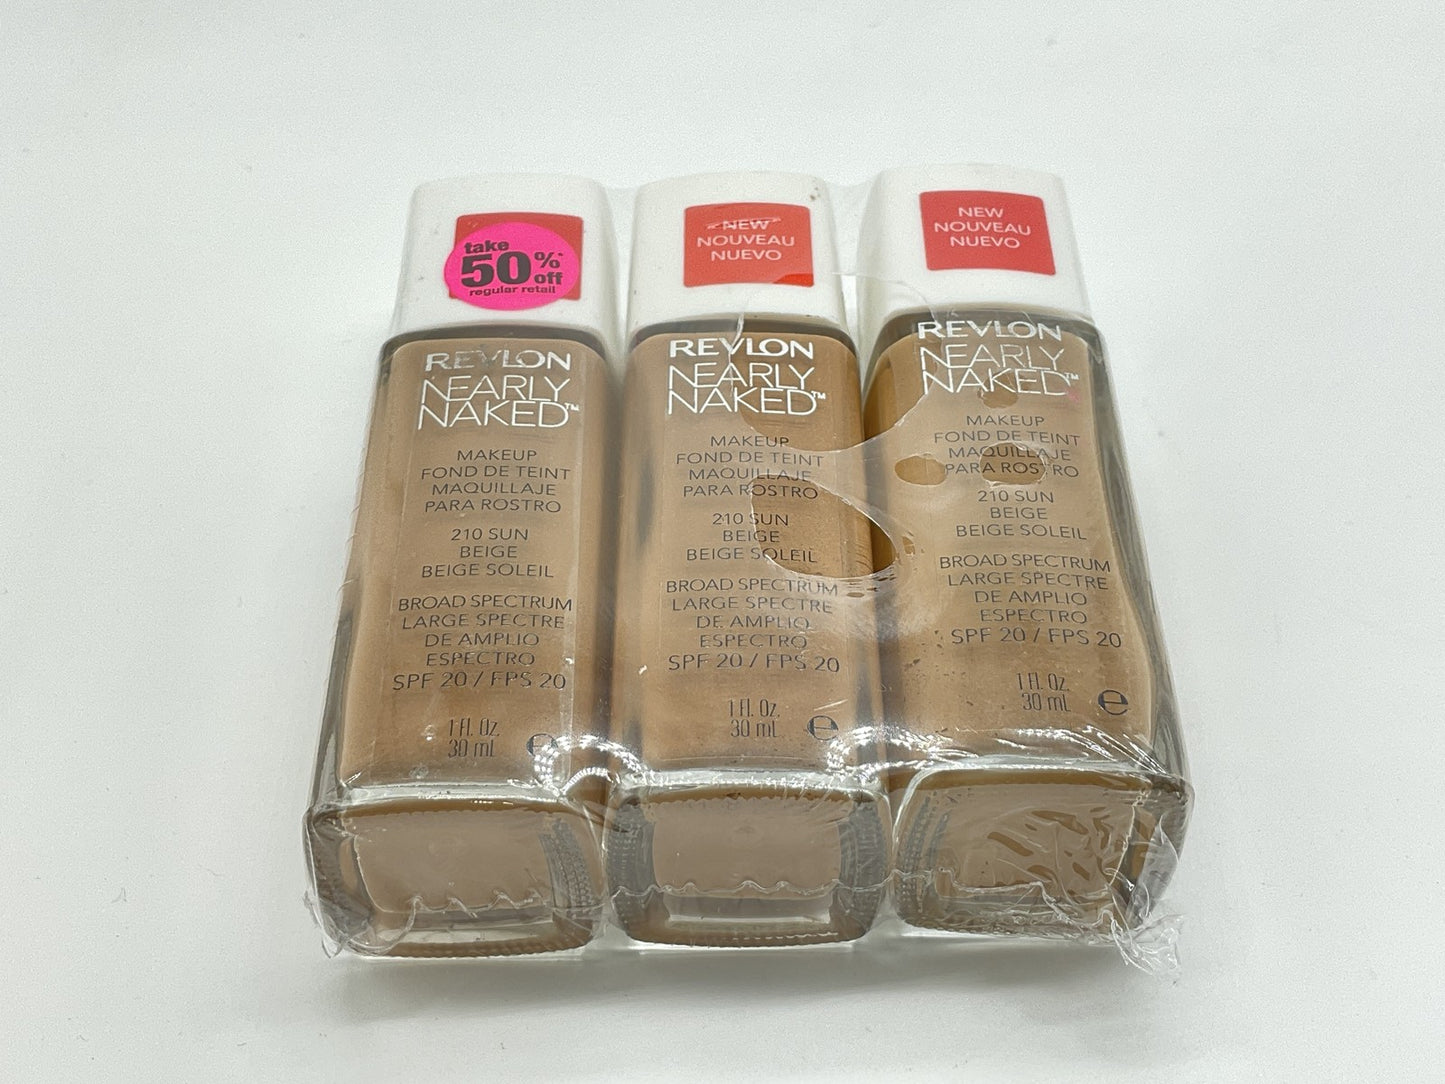 take
50%*
off
regular retail
REVLON
NEARLY
NAKED™
MAKEUP
FOND DE TEINT
MAQUILLAJE
PARA ROSTRO
210 SUN
BEIGE
BEIGE SOLEIL
BROAD SPECTRUM
LARGE SPECTRE
DE AMPLIO
ESPECTRO
SPF 20 / FPS 20
1 Fl. Oz.
30 mL ℮
NEW
NOUVEAU
NUEVO
REVLON
NEARLY
NAKED™
MAKEUP
FOND DE TEINT
MAQUILLAJE
PARA ROSTRO
210 SUN
BEIGE
BEIGE SOLEIL
BROAD SPECTRUM
LARGE SPECTRE
DE AMPLIO
ESPECTRO
SPF 20 / FPS 20
1 Fl. Oz.
30 mL ℮
NEW
NOUVEAU
NUEVO
REVLON
NEARLY
NAKED™
MAKEUP
FOND DE TEINT
MAQUILLAJE
PARA ROSTRO
210 SUN
BEIGE
BEIGE SOLEIL
BROAD SPECTRUM
LARGE SPECTRE
DE AMPLIO
ESPECTRO
SPF 20 / FPS 20
1 Fl. Oz.
30 mL ℮